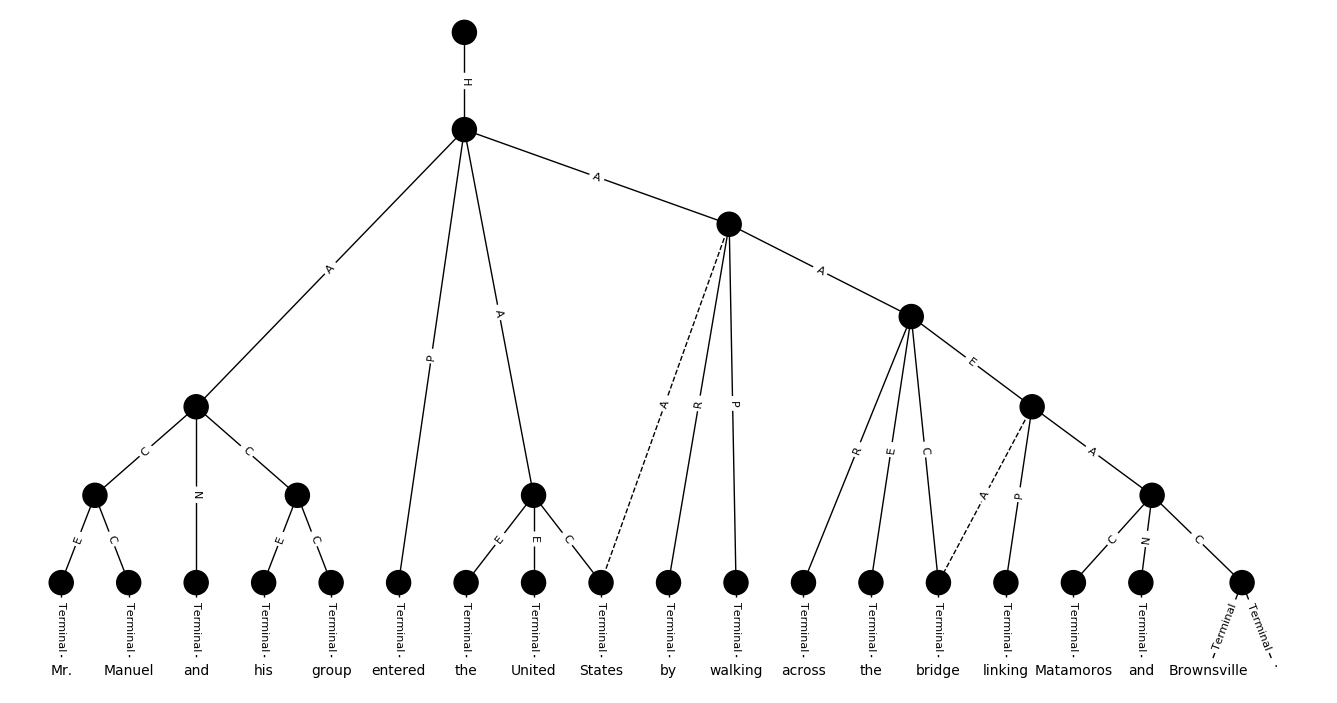 H
A
A
A
A
P
E
C
N
C
A
R
P
R
E
C
A
P
A
E
C
E
C
E
E
C
C
N
C
Terminal Terminal Terminal Terminal Terminal Terminal Terminal Terminal Terminal Terminal Terminal Terminal Terminal Terminal Terminal Terminal Terminal Terminal Terminal
Mr. Manuel and his group entered the United States by walking across the bridge linking Matamoros and Brownsville .